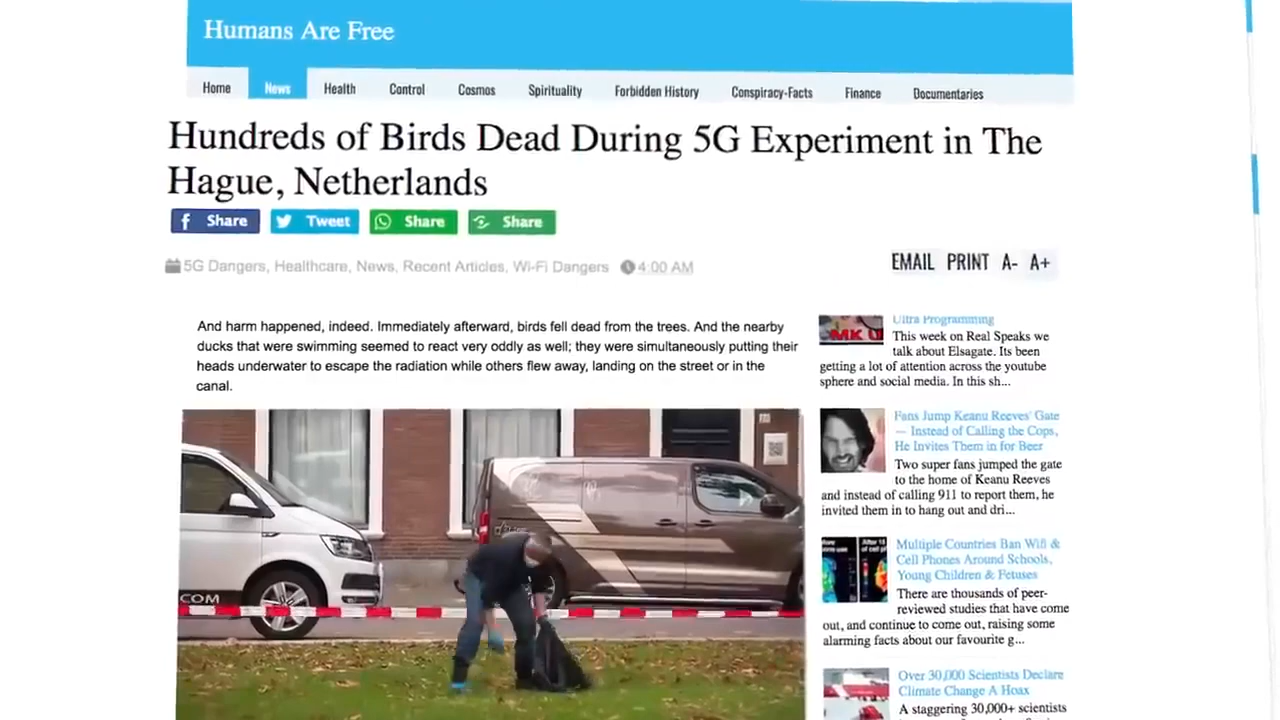 Humans Are Free
Home News Health Control Cosmos Spirituality Forbidden History Conspiracy-Facts Finance Documentaries
Hundreds of Birds Dead During 5G Experiment in The
Hague, Netherlands
Share Tweet Share Share
5G Dangers, Healthcare, News, Recent Articles, Wi-Fi Dangers 4:00 AM
EMAIL PRINT A- A+
And harm happened, indeed. Immediately afterward, birds fell dead from the trees. And the nearby
ducks that were swimming seemed to react very oddly as well; they were simultaneously putting their
heads underwater to escape the radiation while others flew away, landing on the street or in the
canal.
COM
MK U
Ultra Programming
This week on Real Speaks we
talk about Elsagate. Its been
getting a lot of attention across the youtube
sphere and social media. In this sh...
Fans Jump Keanu Reeves' Gate
— Instead of Calling the Cops,
He Invites Them in for Beer
Two super fans jumped the gate
to the home of Keanu Reeves
and instead of calling 911 to report them, he
invited them in to hang out and dri...
Multiple Countries Ban Wifi &
Cell Phones Around Schools,
Young Children & Fetuses
There are thousands of peer-
reviewed studies that have come
out, and continue to come out, raising some
alarming facts about our favourite g...
Over 30,000 Scientists Declare
Climate Change A Hoax
A staggering 30,000+ scientists